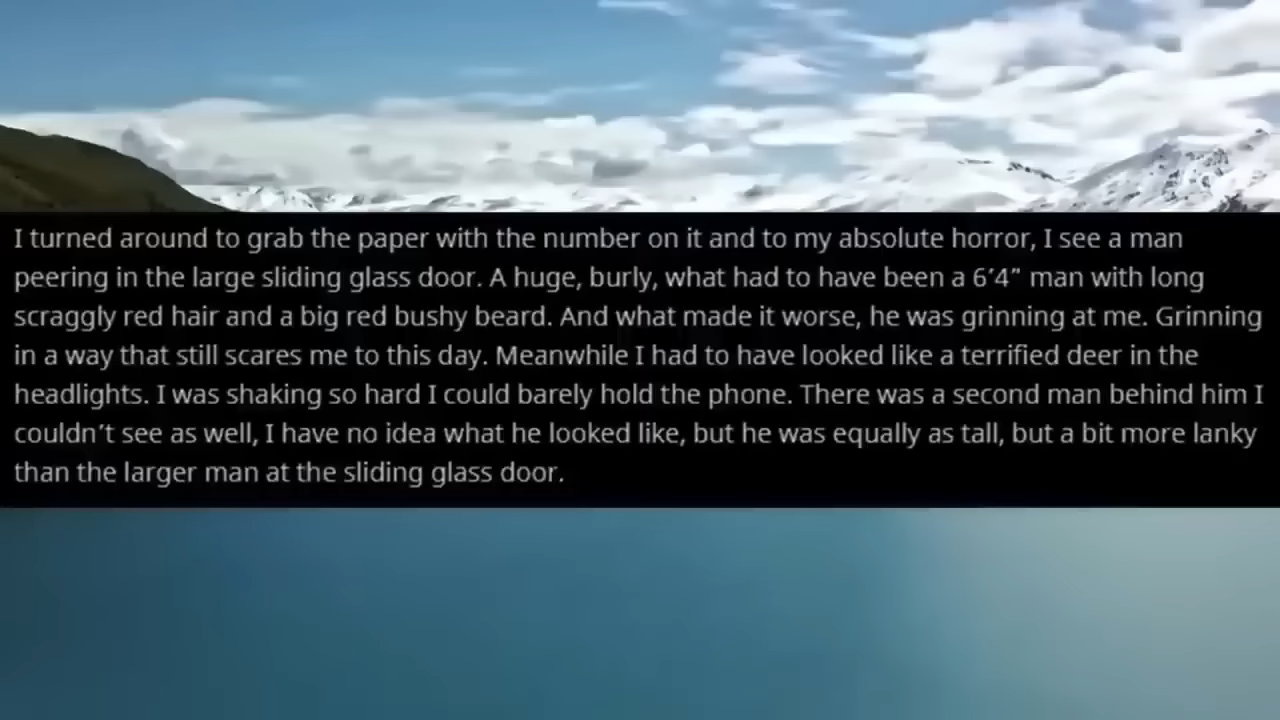 I turned around to grab the paper with the number on it and to my absolute horror, I see a man
peering in the large sliding glass door. A huge, burly, what had to have been a 6’4” man with long
scraggly red hair and a big red bushy beard. And what made it worse, he was grinning at me. Grinning
in a way that still scares me to this day. Meanwhile I had to have looked like a terrified deer in the
headlights. I was shaking so hard I could barely hold the phone. There was a second man behind him I
couldn’t see as well, I have no idea what he looked like, but he was equally as tall, but a bit more lanky
than the larger man at the sliding glass door.